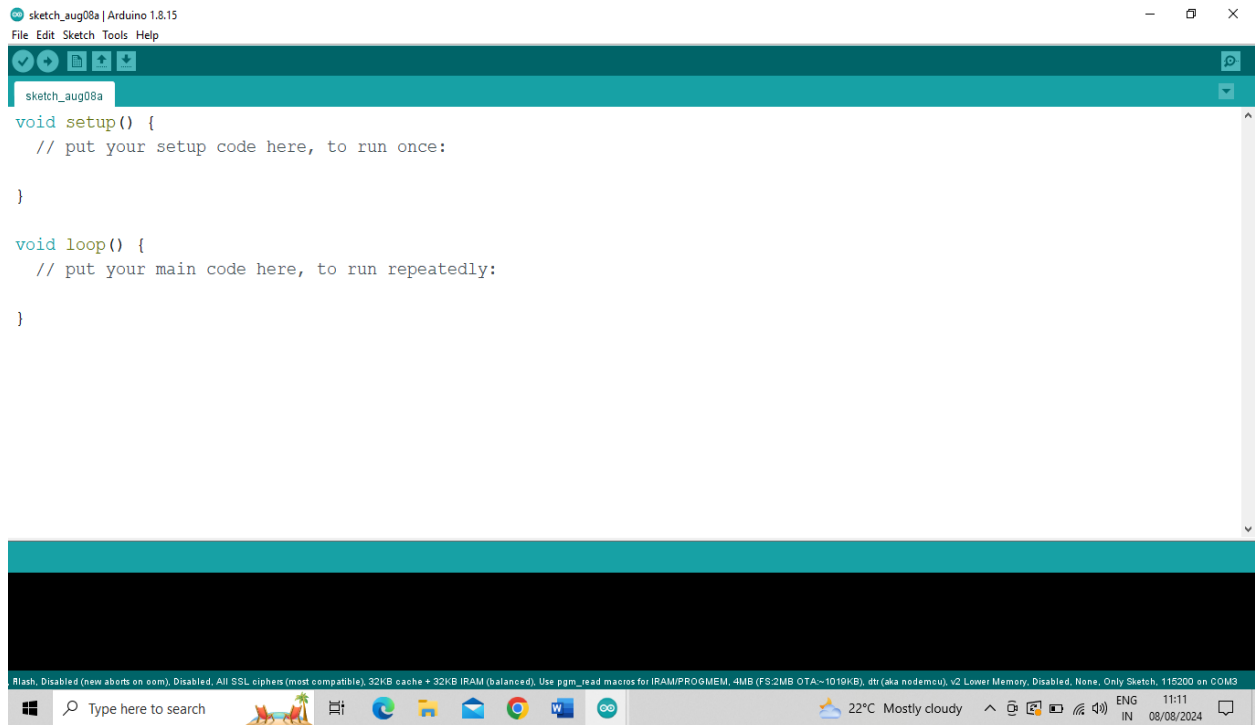 sketch_aug08a | Arduino 1.8.15
File Edit Sketch Tools Help
sketch_aug08a
void setup() {
// put your setup code here, to run once:
}
void loop() {
// put your main code here, to run repeatedly:
}
, Flash, Disabled (new aborts on oom), Disabled, All SSL ciphers (most compatible), 32KB cache + 32KB IRAM (balanced), Use pgm_read macros for IRAM/PROGMEM, 4MB (FS:2MB OTA:~1019KB), dtr (aka nodemcu), v2 Lower Memory, Disabled, None, Only Sketch, 115200 on COM3
Type here to search
22°C Mostly cloudy
ENG
IN
11:11
08/08/2024